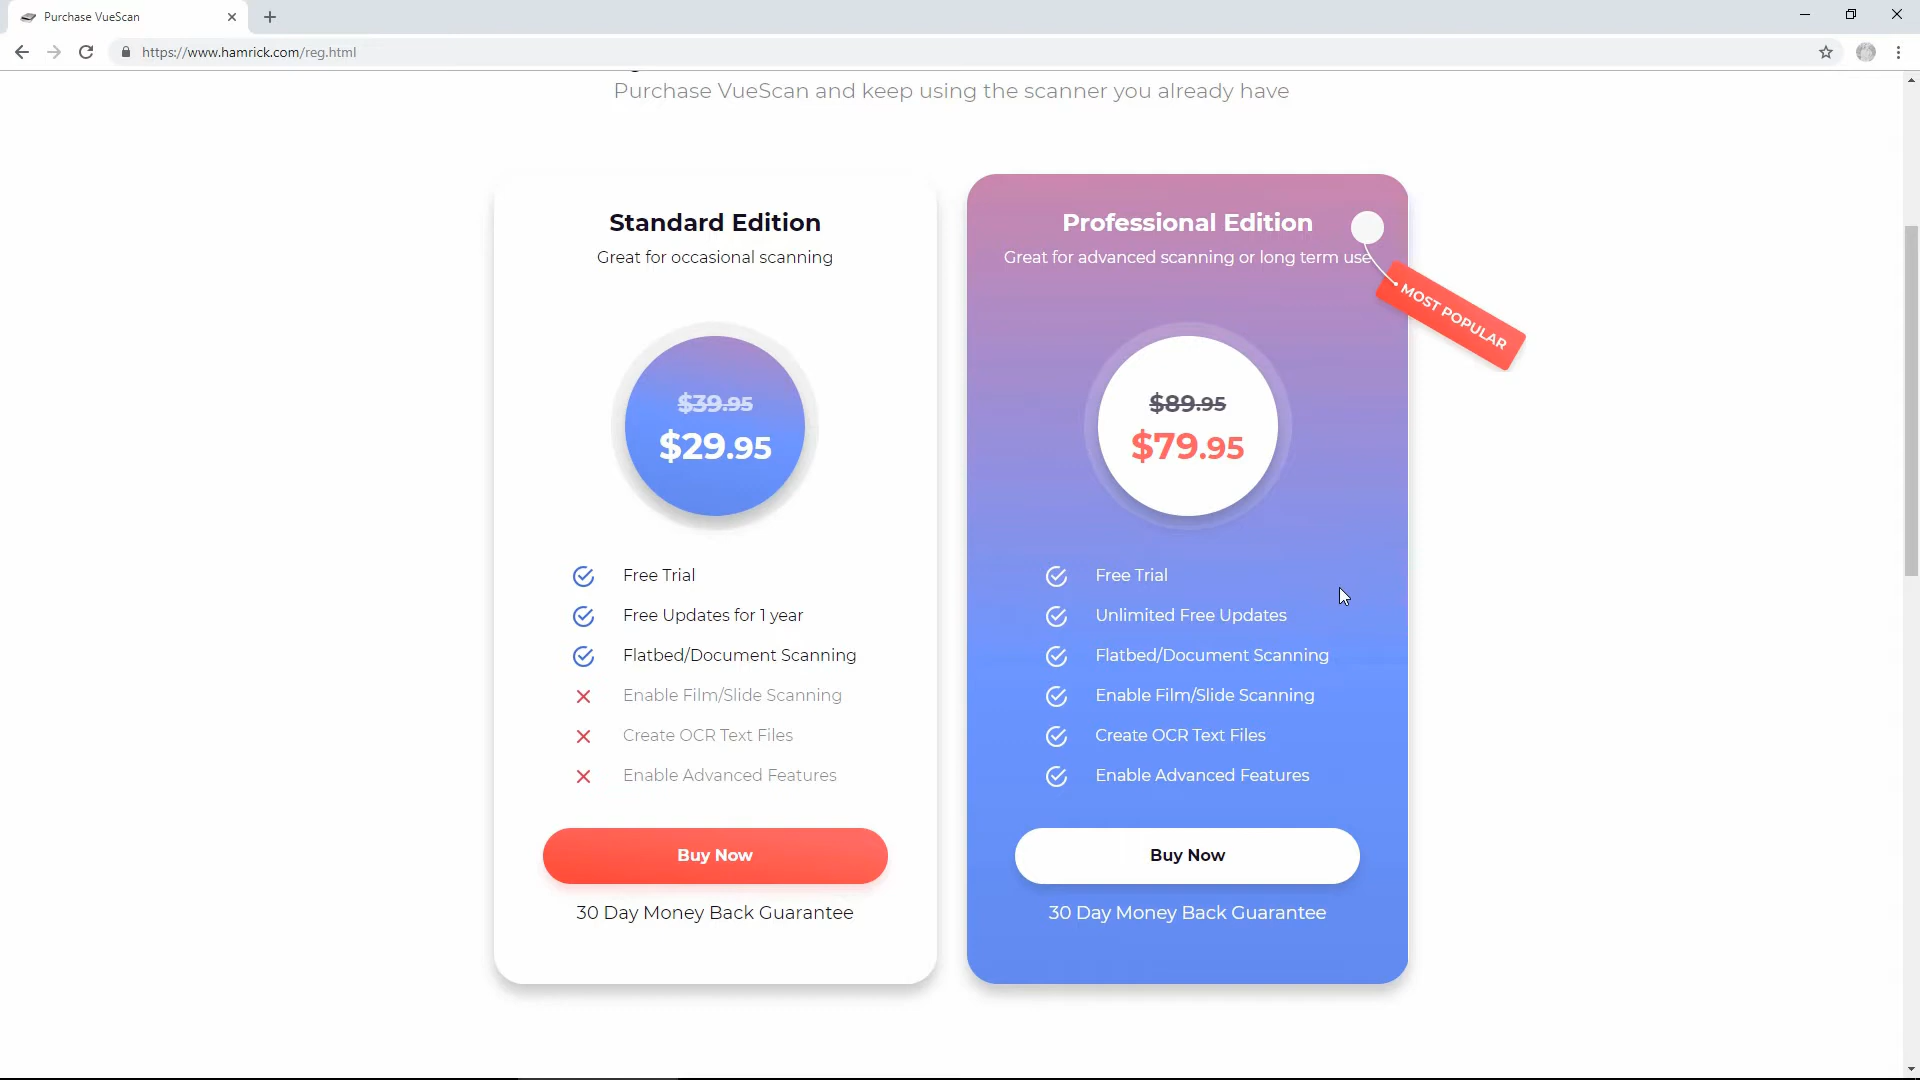 Purchase VueScan
https://www.hamrick.com/reg.html
Purchase VueScan and keep using the scanner you already have
Standard Edition
Great for occasional scanning
$39.95
$29.95
Free Trial
Free Updates for 1 year
Flatbed/Document Scanning
Enable Film/Slide Scanning
Create OCR Text Files
Enable Advanced Features
Buy Now
30 Day Money Back Guarantee
Professional Edition
Great for advanced scanning or long term use
MOST POPULAR
$89.95
$79.95
Free Trial
Unlimited Free Updates
Flatbed/Document Scanning
Enable Film/Slide Scanning
Create OCR Text Files
Enable Advanced Features
Buy Now
30 Day Money Back Guarantee